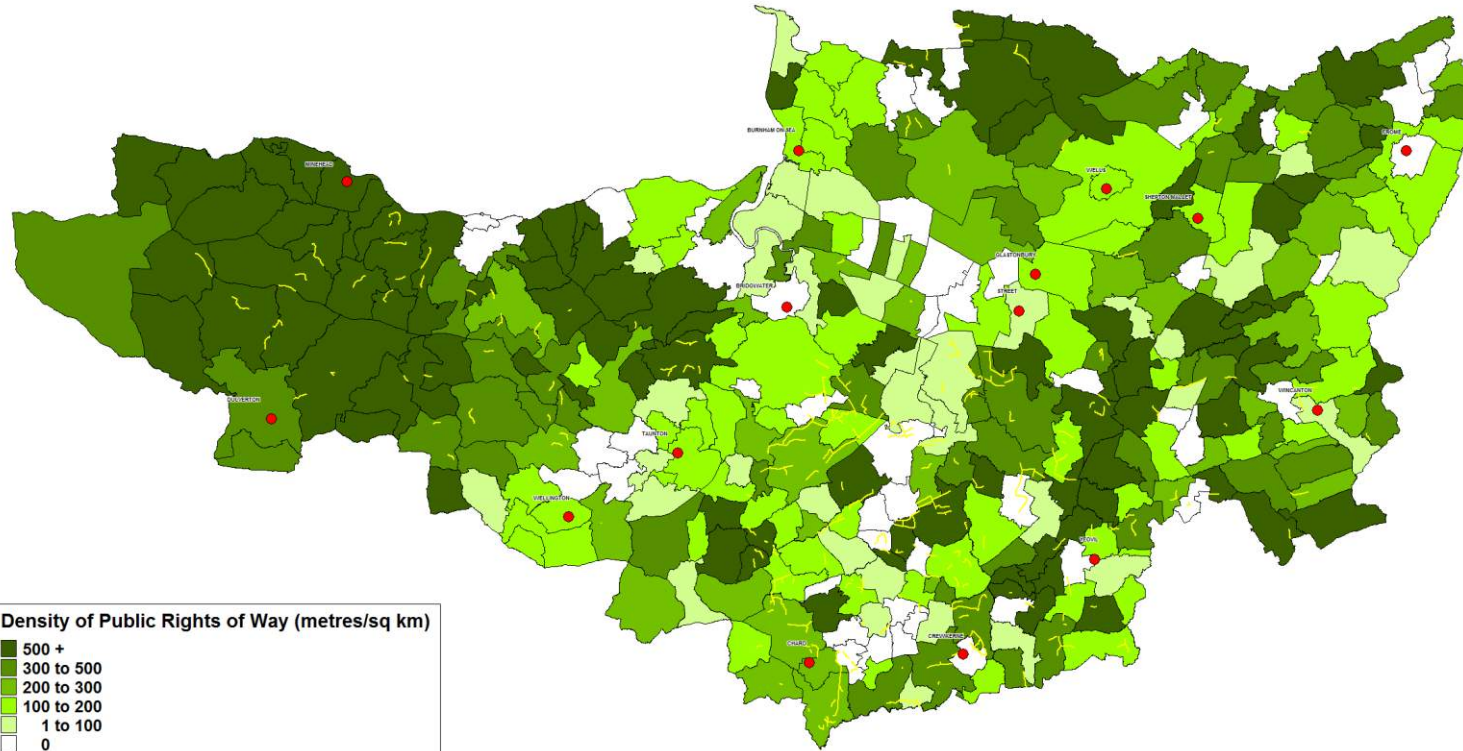 BURNHAM ON SEA
FROME
MINEHEAD
WELLS
SHEPTON MALLET
GLASTONBURY
BRIDGWATER
STREET
DULVERTON
WINCANTON
TAUNTON
WELLINGTON
YEOVIL
CHARD
CREWKERNE
Density of Public Rights of Way (metres/sq km)
500 +
300 to 500
200 to 300
100 to 200
1 to 100
0